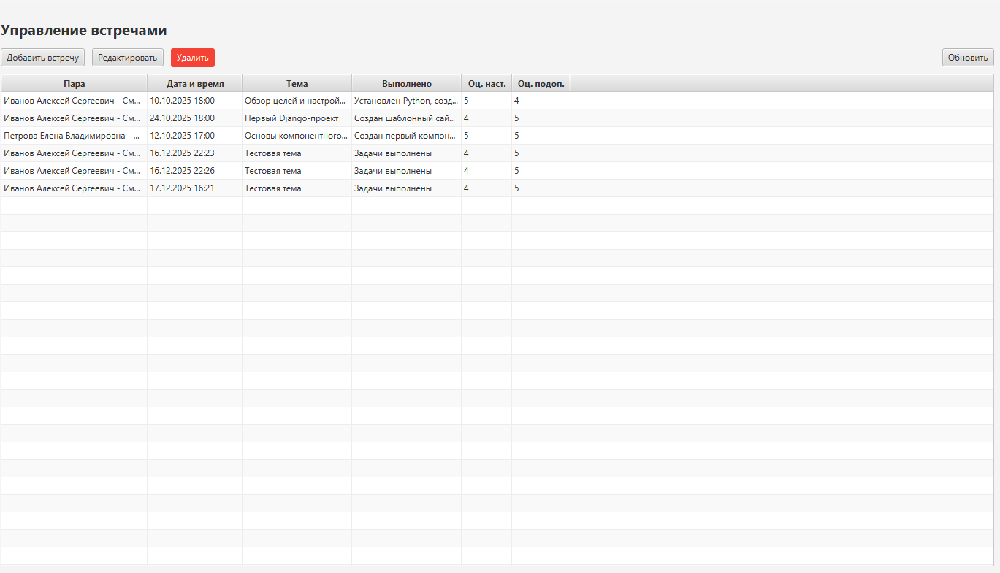 Управление встречами
Добавить встречу Редактировать Удалить Обновить
Пара Дата и время Тема Выполнено Оц. наст. Оц. подоп.
Иванов Алексей Сергеевич - См... 10.10.2025 18:00 Обзор целей и настрой... Установлен Python, созд... 5 4
Иванов Алексей Сергеевич - См... 24.10.2025 18:00 Первый Django-проект Создан шаблонный сай... 4 5
Петрова Елена Владимировна - ... 12.10.2025 17:00 Основы компонентного... Создан первый компон... 5 5
Иванов Алексей Сергеевич - См... 16.12.2025 22:23 Тестовая тема Задачи выполнены 4 5
Иванов Алексей Сергеевич - См... 16.12.2025 22:26 Тестовая тема Задачи выполнены 4 5
Иванов Алексей Сергеевич - См... 17.12.2025 16:21 Тестовая тема Задачи выполнены 4 5